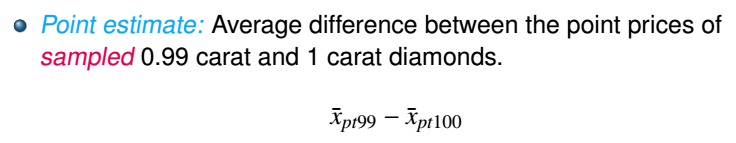 Point estimate: Average difference between the point prices of
sampled 0.99 carat and 1 carat diamonds.
x̄pt99 − x̄pt100